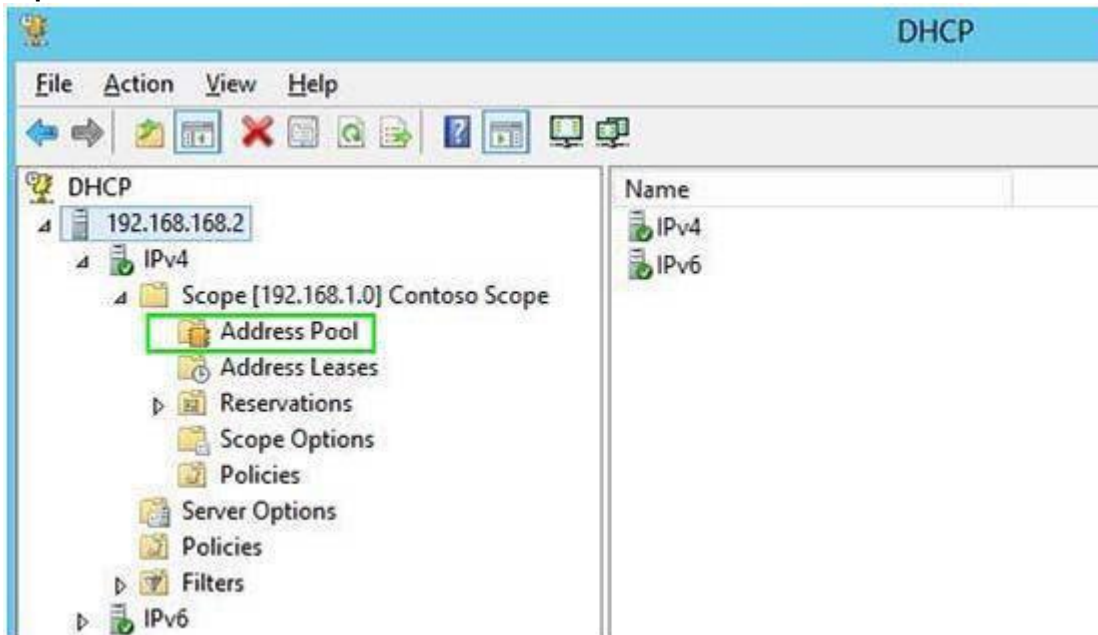 DHCP
File Action View Help
DHCP
192.168.168.2
IPv4
Scope [192.168.1.0] Contoso Scope
Address Pool
Address Leases
Reservations
Scope Options
Policies
Server Options
Policies
Filters
IPv6
Name
IPv4
IPv6